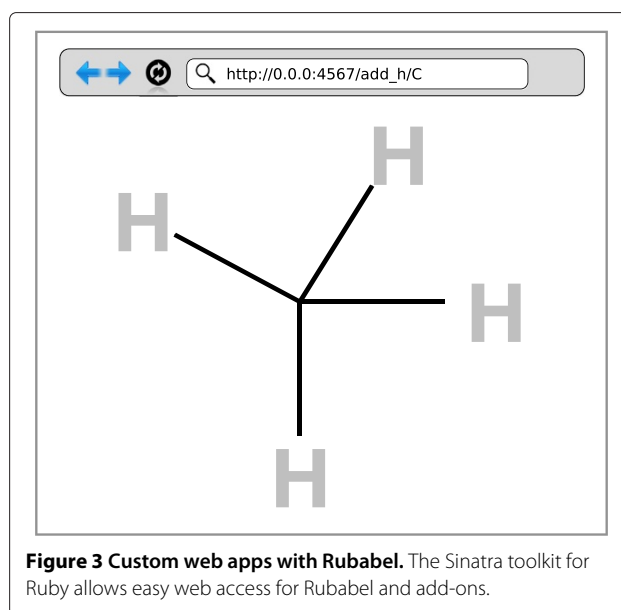 http://0.0.0:4567/add_h/C
H
H
H
H
Figure 3 Custom web apps with Rubabel. The Sinatra toolkit for
Ruby allows easy web access for Rubabel and add-ons.